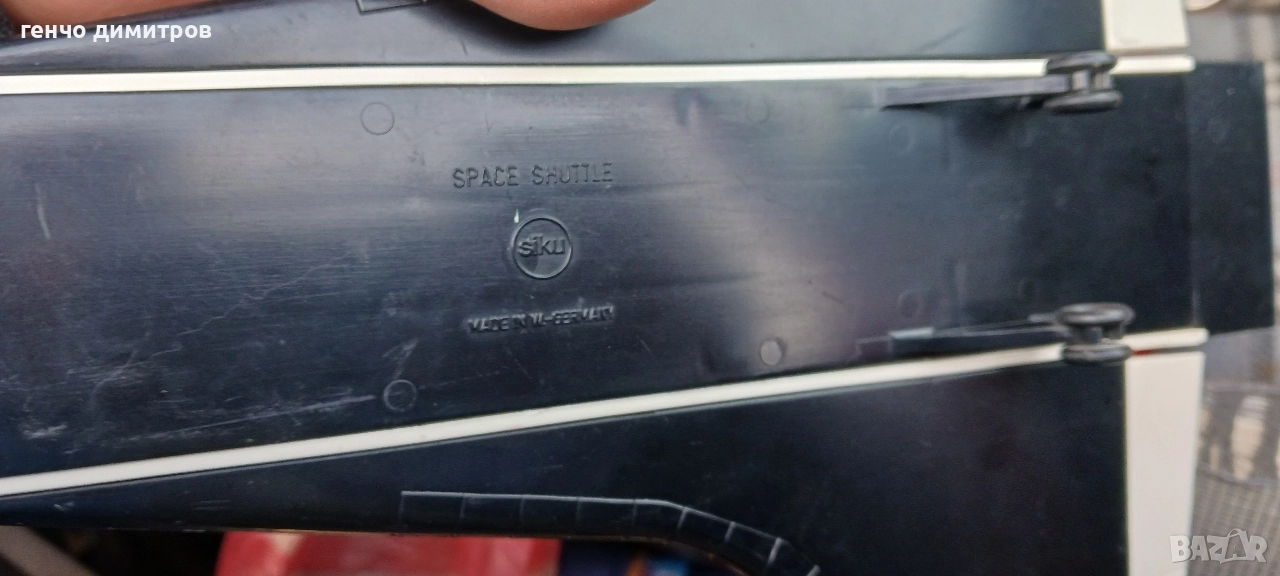 генчо димитров
SPACE SHUTTLE
siku
MADE IN W.-GERMANY
BAZAR